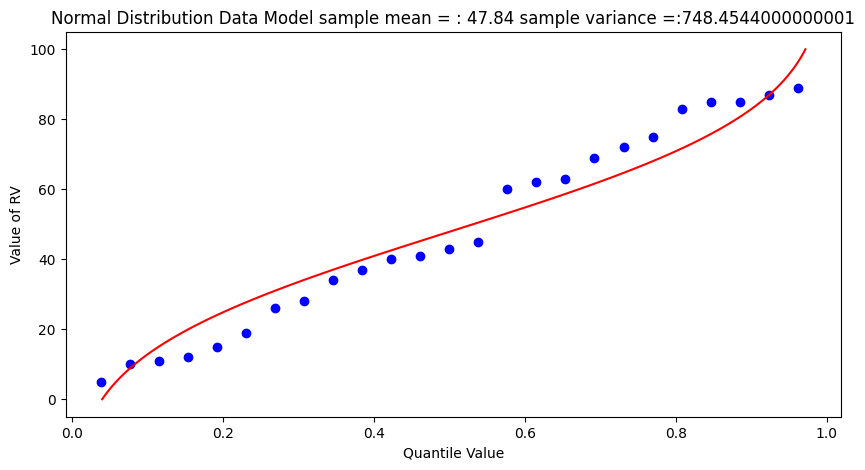 Normal Distribution Data Model sample mean = : 47.84 sample variance =:748.4544000000001
100
80
60
40
20
0
Value of RV
0.0 0.2 0.4 0.6 0.8 1.0
Quantile Value